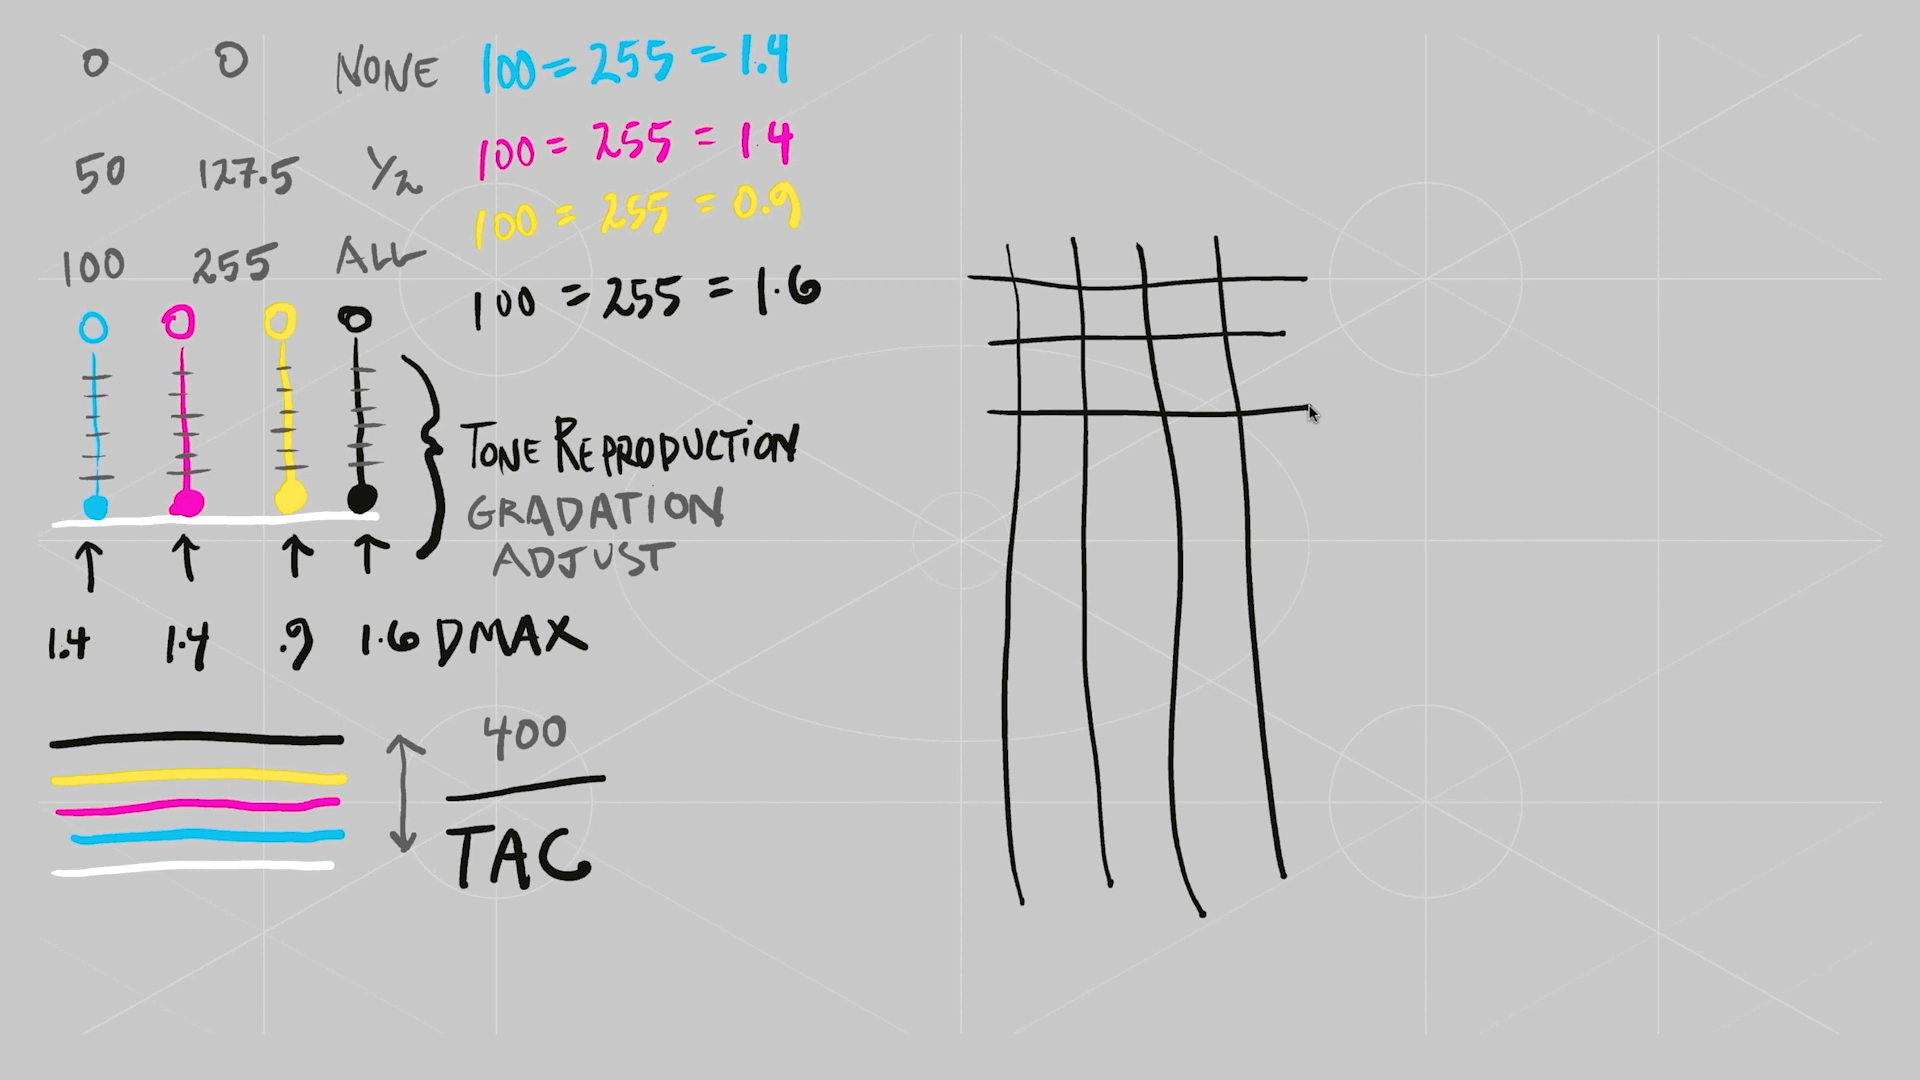 0 0 NONE
50 127.5 1/2
100 255 ALL
100 = 255 = 1.4
100 = 255 = 1.4
100 = 255 = 0.9
100 = 255 = 1.6
TONE REPRODUCTION
GRADATION
ADJUST
1.4 1.4 .9 1.6 DMAX
400
TAC